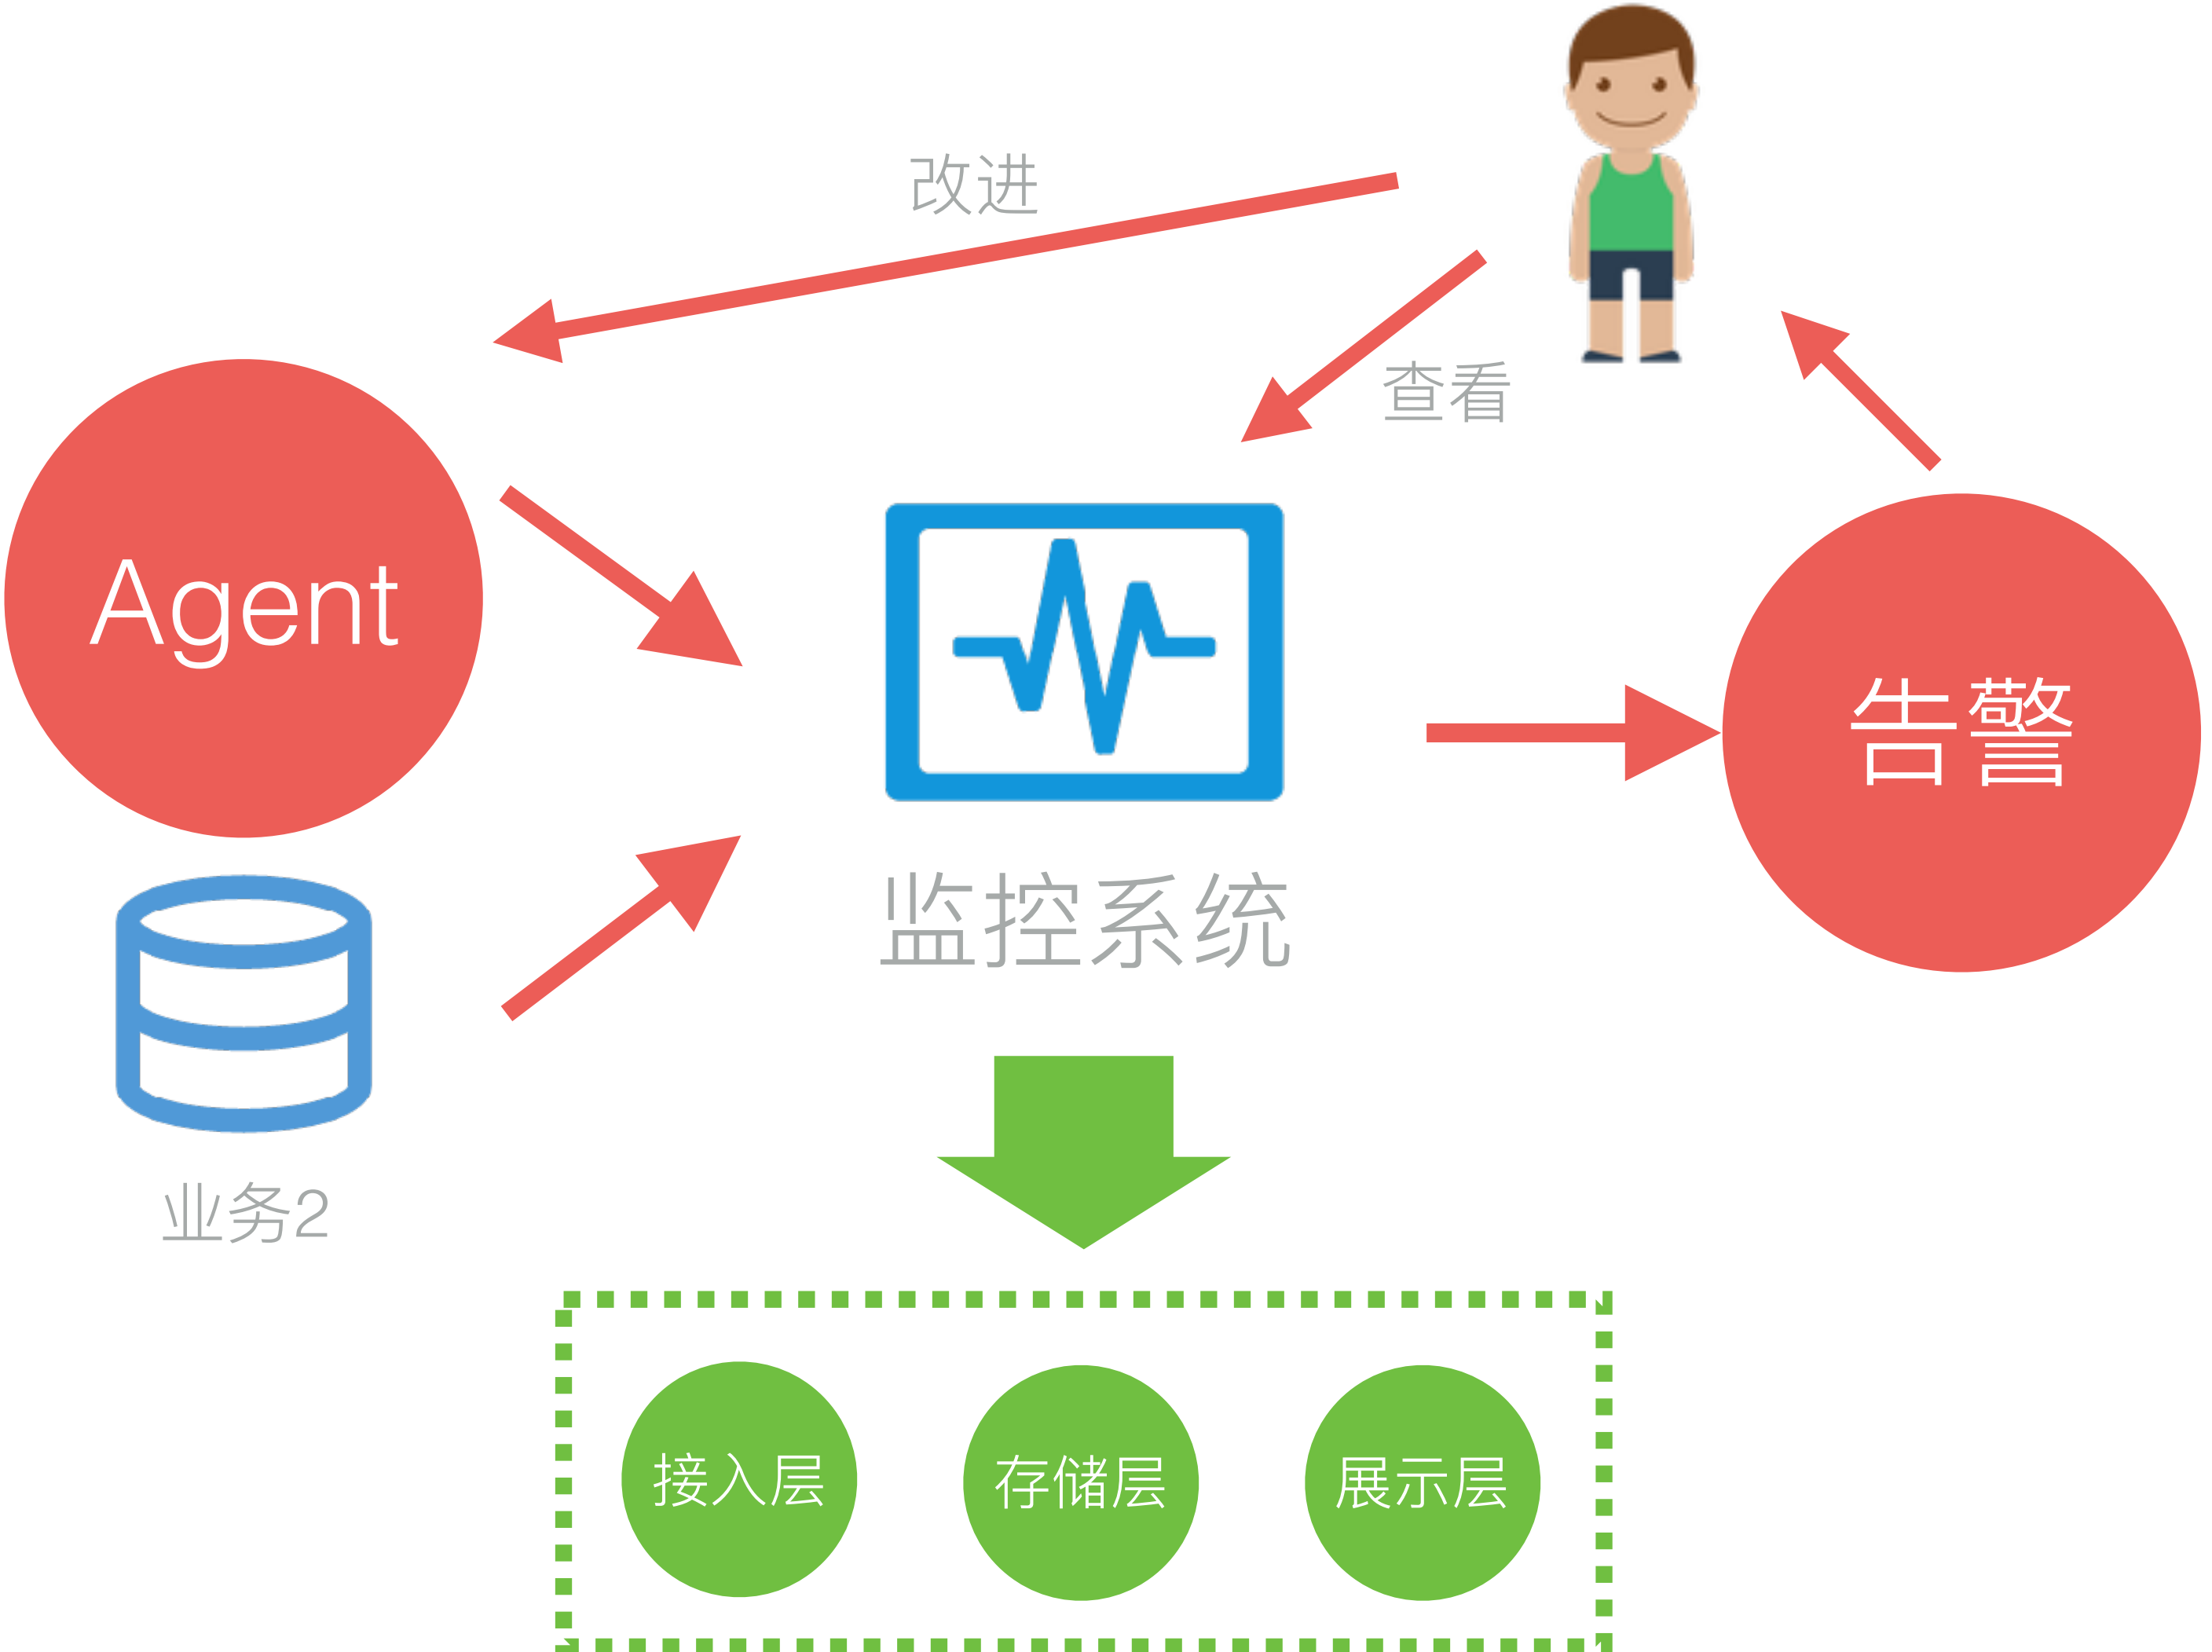 改进
查看
Agent
告警
监控系统
业务2
接入层
存储层
展示层